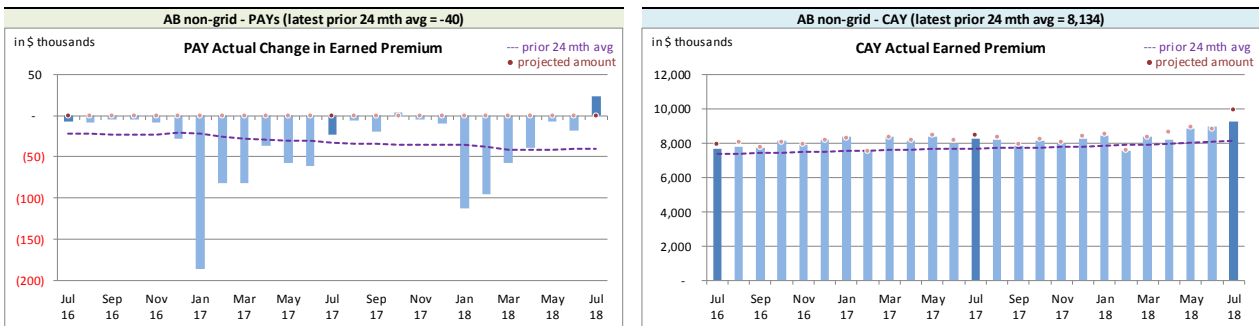 AB non-grid - PAYs (latest prior 24 mth avg = -40)
in $ thousands
PAY Actual Change in Earned Premium
--- prior 24 mth avg
projected amount
50
-
(50)
(100)
(150)
(200)
Jul Sep Nov Jan Mar May Jul Sep Nov Jan Mar May Jul
16 16 16 17 17 17 17 17 17 18 18 18 18
AB non-grid - CAY (latest prior 24 mth avg = 8,134)
in $ thousands
CAY Actual Earned Premium
--- prior 24 mth avg
projected amount
12,000
10,000
8,000
6,000
4,000
2,000
-
Jul Sep Nov Jan Mar May Jul Sep Nov Jan Mar May Jul
16 16 16 17 17 17 17 17 17 18 18 18 18